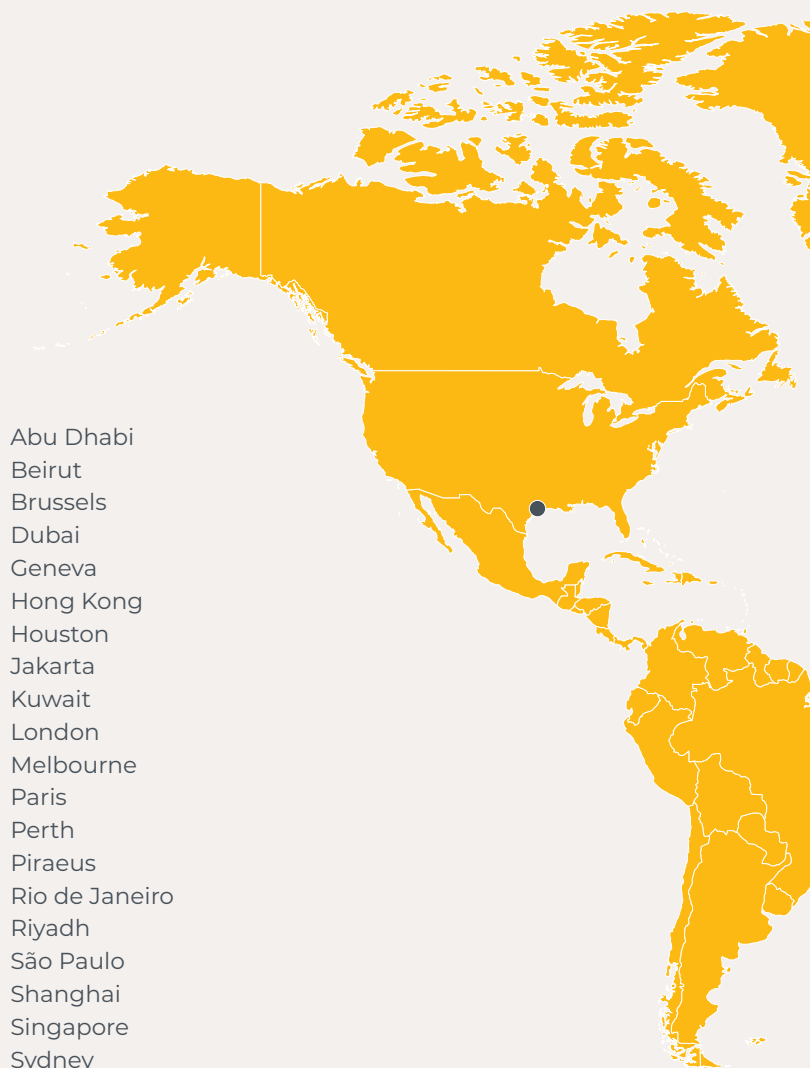 Abu Dhabi
Beirut
Brussels
Dubai
Geneva
Hong Kong
Houston
Jakarta
Kuwait
London
Melbourne
Paris
Perth
Piraeus
Rio de Janeiro
Riyadh
São Paulo
Shanghai
Singapore
Sydney